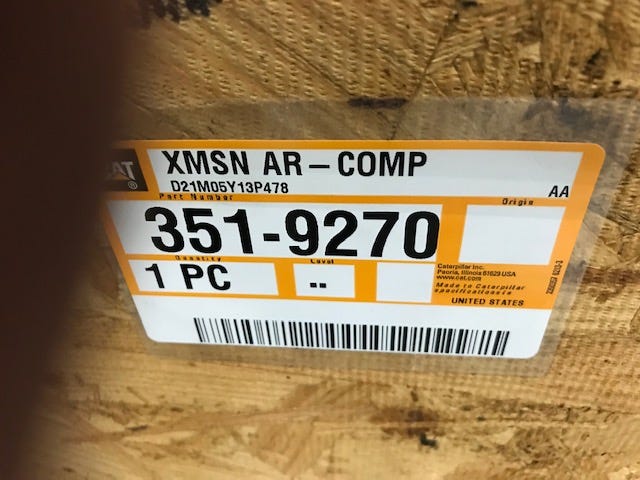 XMSN AR-COMP
D21M05Y13P478
AA
Part Number
Origin
351-9270
Quantity
Level
1 PC
--
Caterpillar Inc.
Peoria, Illinois 61629 USA
www.cat.com
Made to Caterpillar
specifications in
UNITED STATES